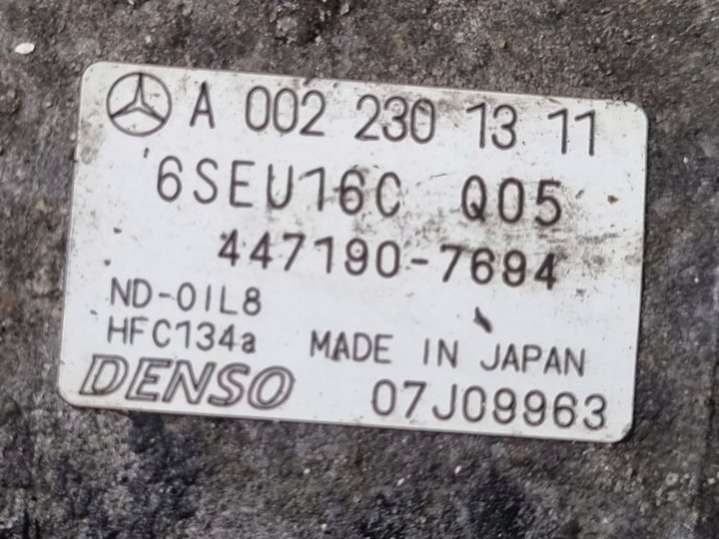 A 002 230 13 11
6SEU16C Q05
447190-7694
ND-OIL8
HFC134a
MADE IN JAPAN
DENSO
07J09963